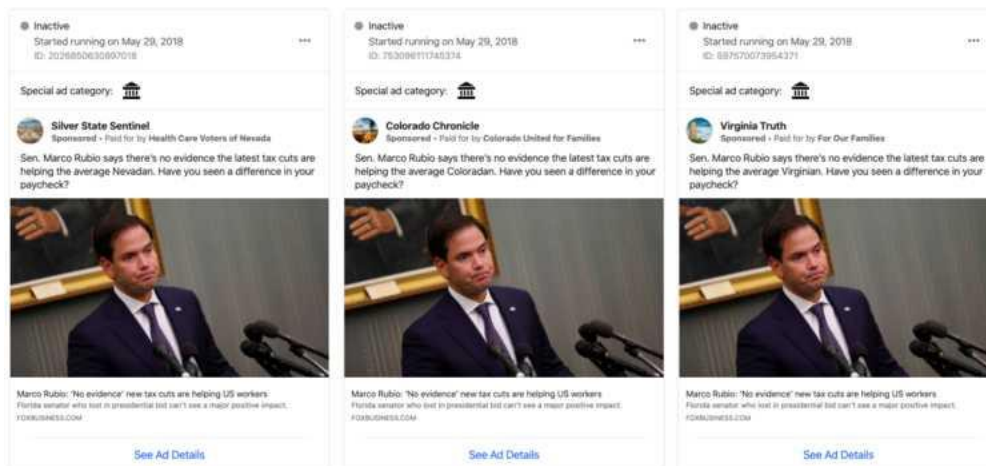 Inactive
Started running on May 29, 2018
ID: 2026850630897018
Special ad category:
Silver State Sentinel
Sponsored • Paid for by Health Care Voters of Nevada
Sen. Marco Rubio says there's no evidence the latest tax cuts are
helping the average Nevadan. Have you seen a difference in your
paycheck?
Marco Rubio: 'No evidence' new tax cuts are helping US workers
Florida senator who lost in presidential bid can't see a major positive impact.
FOXBUSINESS.COM
See Ad Details
Inactive
Started running on May 29, 2018
ID: 753096111745374
Special ad category:
Colorado Chronicle
Sponsored • Paid for by Colorado United for Families
Sen. Marco Rubio says there's no evidence the latest tax cuts are
helping the average Coloradan. Have you seen a difference in your
paycheck?
Marco Rubio: 'No evidence' new tax cuts are helping US workers
Florida senator who lost in presidential bid can't see a major positive impact.
FOXBUSINESS.COM
See Ad Details
Inactive
Started running on May 29, 2018
ID: 597570073954371
Special ad category:
Virginia Truth
Sponsored • Paid for by For Our Families
Sen. Marco Rubio says there's no evidence the latest tax cuts are
helping the average Virginian. Have you seen a difference in your
paycheck?
Marco Rubio: 'No evidence' new tax cuts are helping US workers
Florida senator who lost in presidential bid can't see a major positive impact.
FOXBUSINESS.COM
See Ad Details